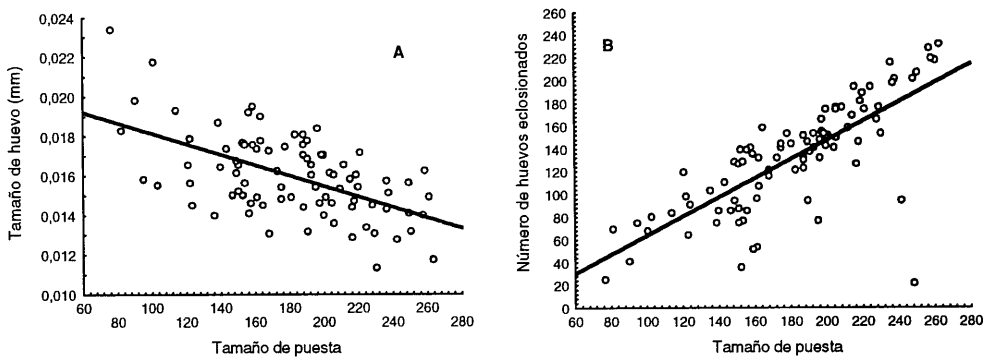 A
Tamaño de huevo (mm)
0,024
0,022
0,020
0,018
0,016
0,014
0,012
0,010
60 80 100 120 140 160 180 200 220 240 260 280
Tamaño de puesta
B
Número de huevos eclosionados
260
240
220
200
180
160
140
120
100
80
60
40
20
0
60 80 100 120 140 160 180 200 220 240 260 280
Tamaño de puesta